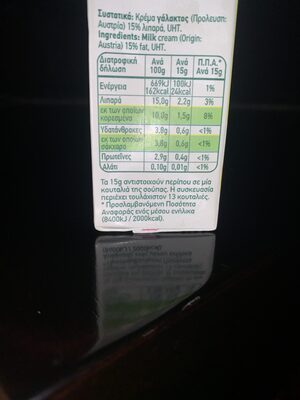 Συστατικά: Κρέμα γάλακτος (Προέλευση:
Αυστρία) 15% λιπαρά, UHT.
Ingredients: Milk cream (Origin:
Austria) 15% fat, UHT.
Διατροφική δήλωση Ανά 100g Ανά 15g Π.Π.Α.* Ανά 15g
Ενέργεια 669kJ 162kcal 100kJ 24kcal 1%
Λιπαρά 15,0g 2,2g 3%
εκ των οποίων κορεσμένα 10,0g 1,5g 8%
Υδατάνθρακες 3,8g 0,6g <1%
εκ των οποίων σάκχαρα 3,8g 0,6g <1%
Πρωτεΐνες 2,9g 0,4g <1%
Αλάτι 0,10g 0,01g <1%
Τα 15g αντιστοιχούν περίπου σε μία
κουταλιά της σούπας. Η συσκευασία
περιέχει τουλάχιστον 13 κουταλιές.
* Προσλαμβανόμενη Ποσότητα
Αναφοράς ενός μέσου ενήλικα
(8400kJ / 2000kcal).